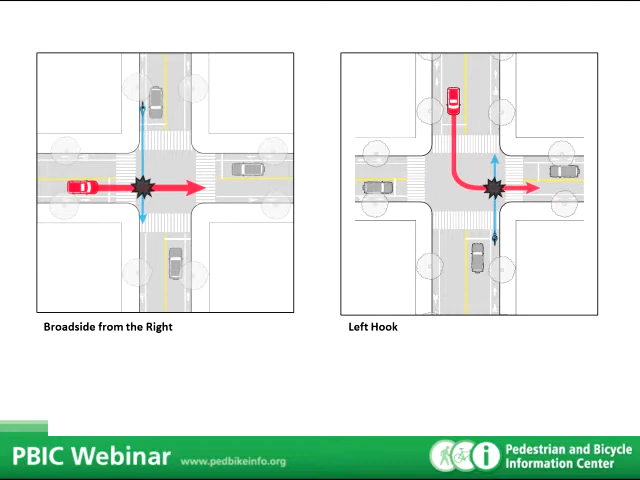 Broadside from the Right
Left Hook
PBIC Webinar www.pedbikeinfo.org
Pedestrian and Bicycle
Information Center